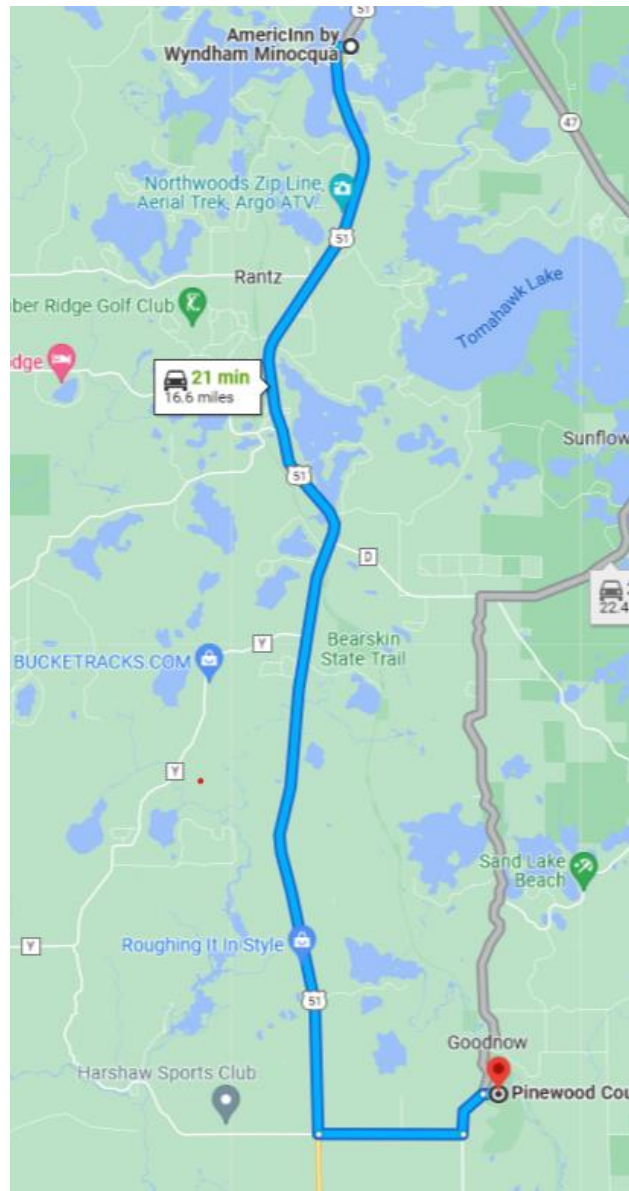 51
AmericInn by
Wyndham Minocqua
47
Northwoods Zip Line,
Aerial Trek, Argo ATV...
51
Rantz
Tomahawk Lake
ber Ridge Golf Club
dge
21 min
16.6 miles
Sunflow
51
D
22.4
Y
Bearskin
State Trail
BUCKETRACKS.COM
Y
Sand Lake
Beach
Y
Roughing It In Style
51
Goodnow
Harshaw Sports Club
Pinewood Cou